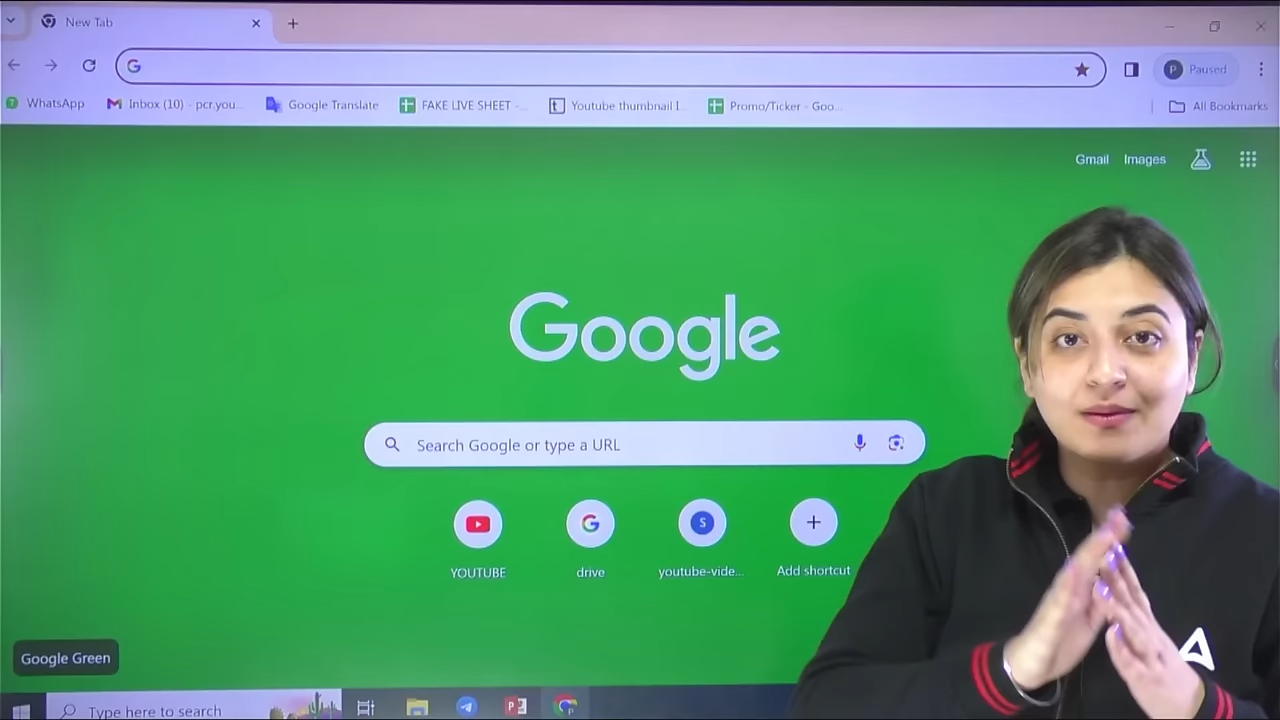 New Tab
Paused
WhatsApp
Inbox (10) - pcr.you...
Google Translate
FAKE LIVE SHEET -...
Youtube thumbnail I...
Promo/Ticker - Goo...
All Bookmarks
Gmail
Images
Google
Search Google or type a URL
YOUTUBE
drive
youtube-vide...
Add shortcut
Google Green
Type here to search